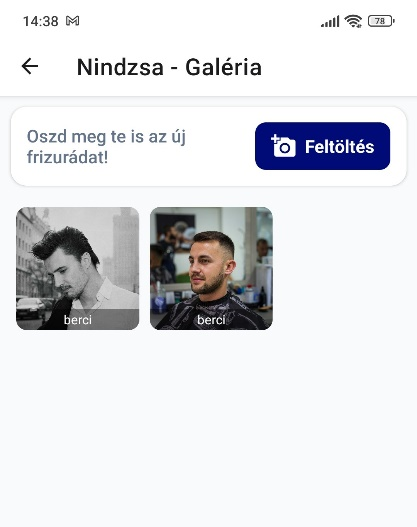 14:38
78
Nindzsa - Galéria
Oszd meg te is az új
frizurádat!
Feltöltés
berci
berci